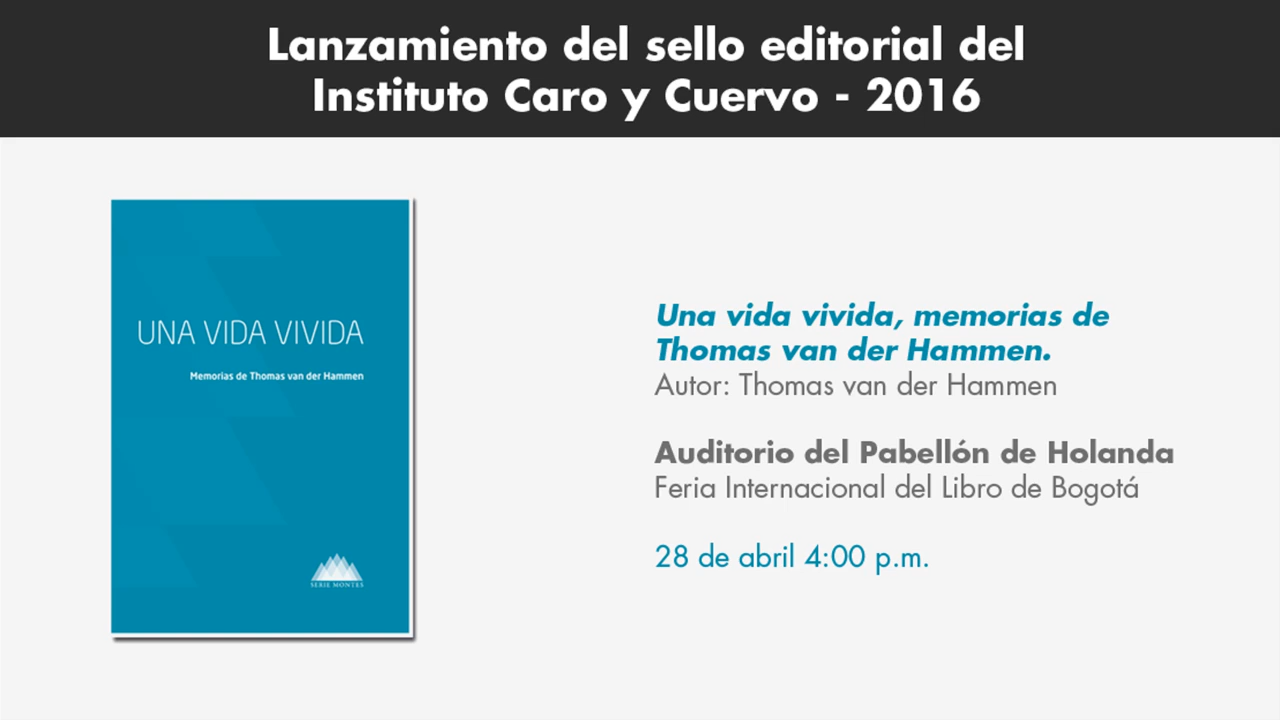 Lanzamiento del sello editorial del
Instituto Caro y Cuervo - 2016
UNA VIDA VIVIDA
Memorias de Thomas van der Hammen
SERIE MONTES
Una vida vivida, memorias de
Thomas van der Hammen.
Autor: Thomas van der Hammen
Auditorio del Pabellón de Holanda
Feria Internacional del Libro de Bogotá
28 de abril 4:00 p.m.